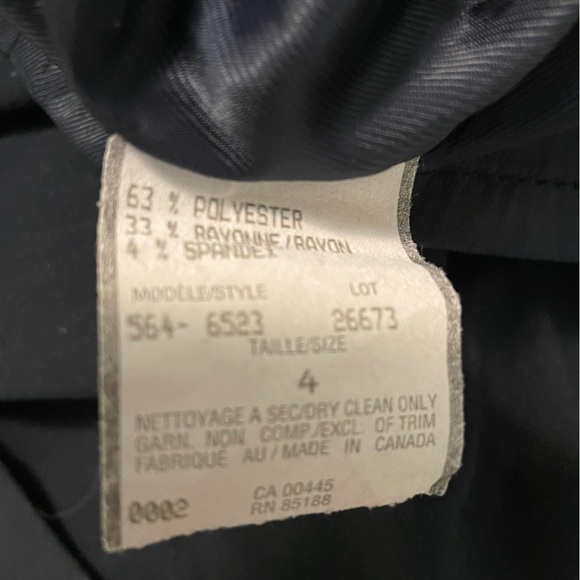 63 % POLYESTER
33 % RAYONNE/RAYON
4 % SPANDEX
MODÈLE/STYLE LOT
564- 6523 26673
TAILLE/SIZE
4
NETTOYAGE A SEC/DRY CLEAN ONLY
GARN. NON COMP./EXCL. OF TRIM
FABRIQUÉ AU / MADE IN CANADA
CA 00445
0002 RN 85188